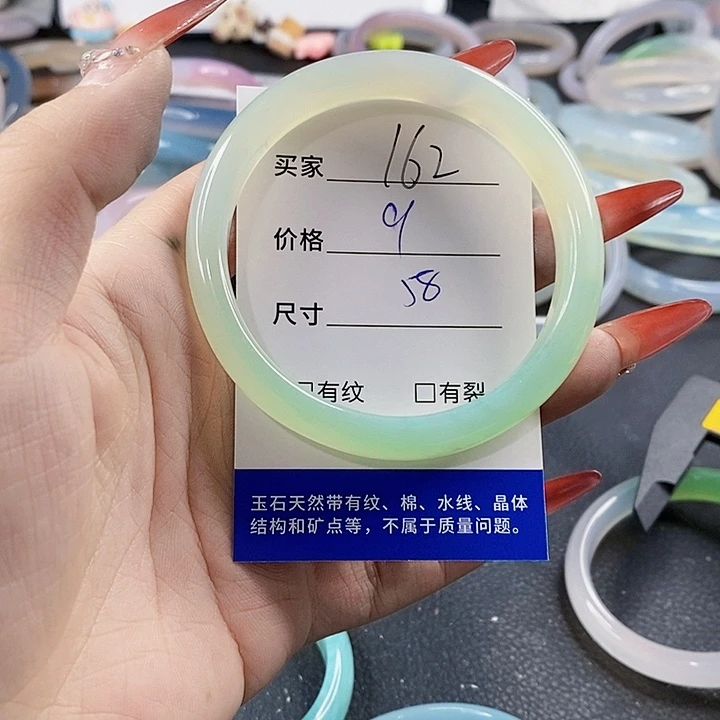 买家 162
价格 9
尺寸 58
□有纹 □有裂
玉石天然带有纹、棉、水线、晶体
结构和矿点等，不属于质量问题。